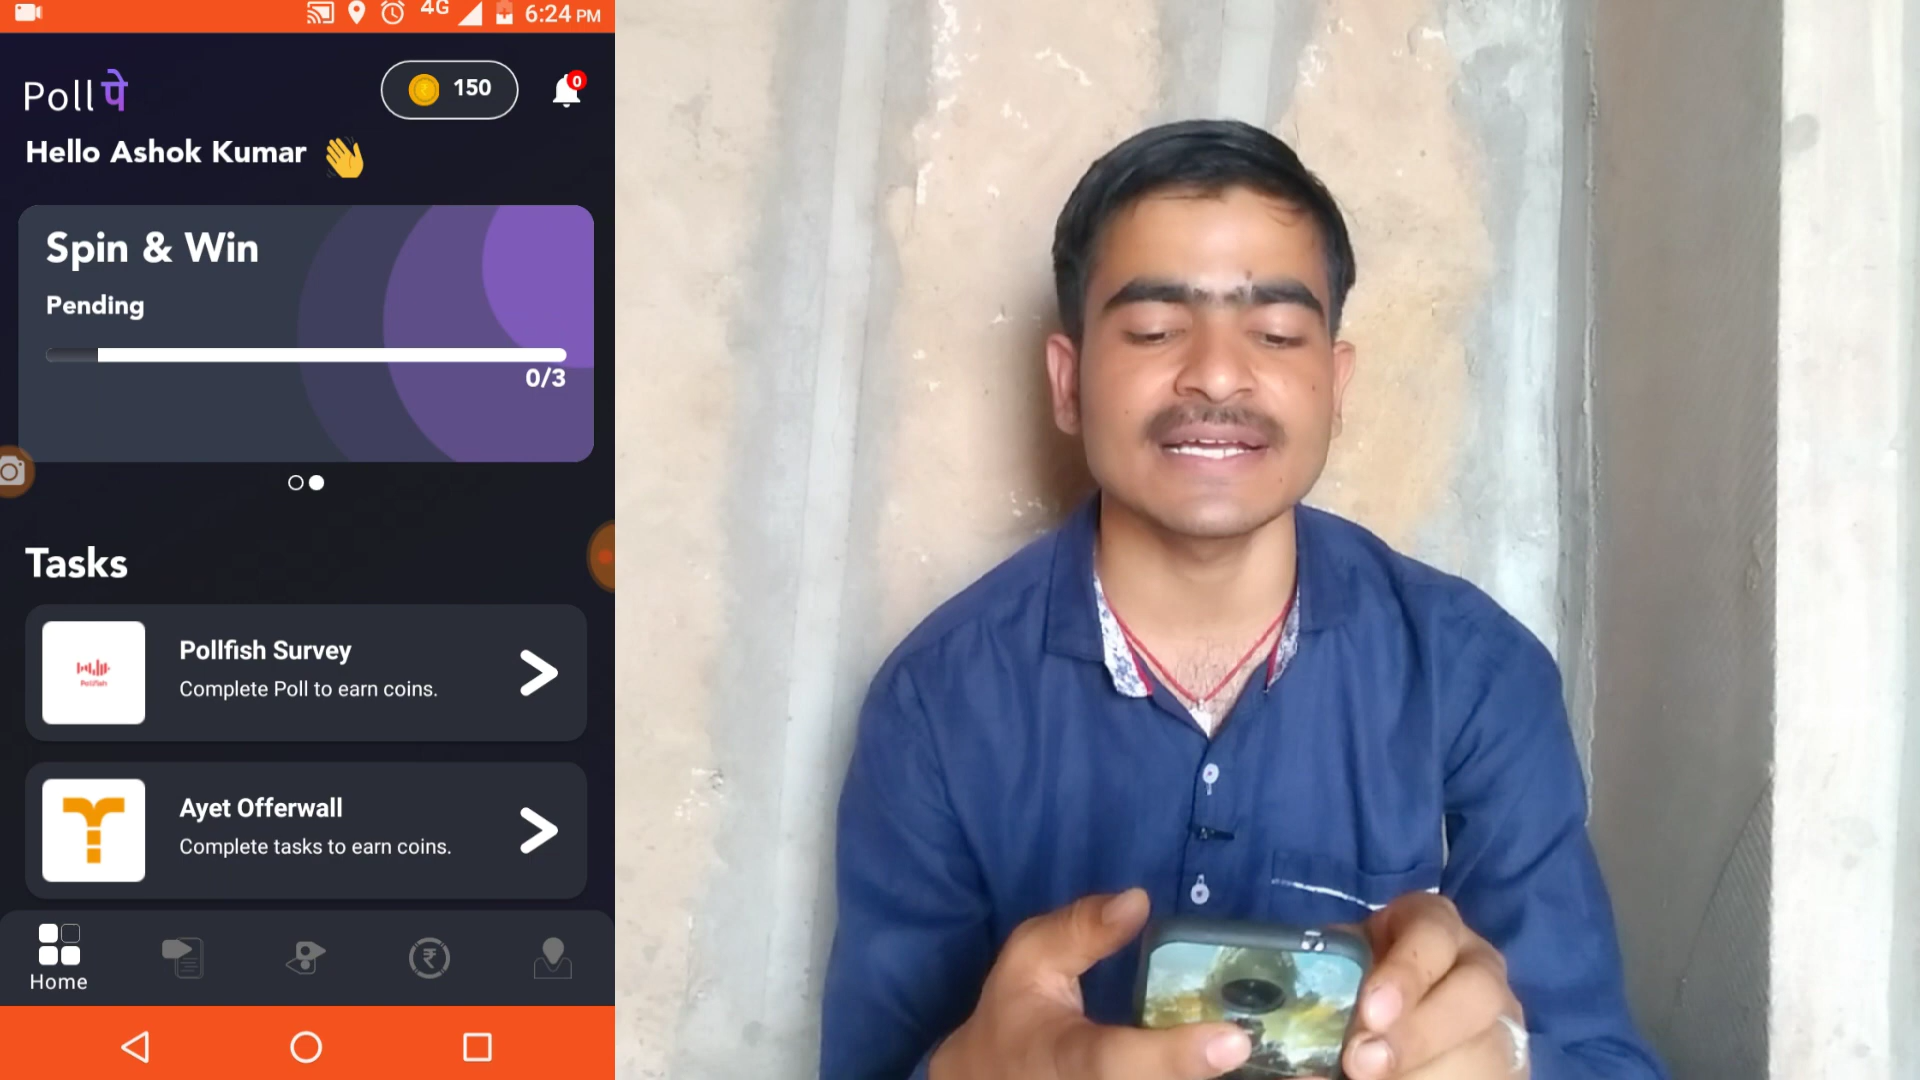 4G
6:24 PM
Poll पे
150
0
Hello Ashok Kumar 👋
Spin & Win
Pending
0/3
Tasks
Pollfish Survey
Complete Poll to earn coins.
Pollfish
Ayet Offerwall
Complete tasks to earn coins.
₹
Home